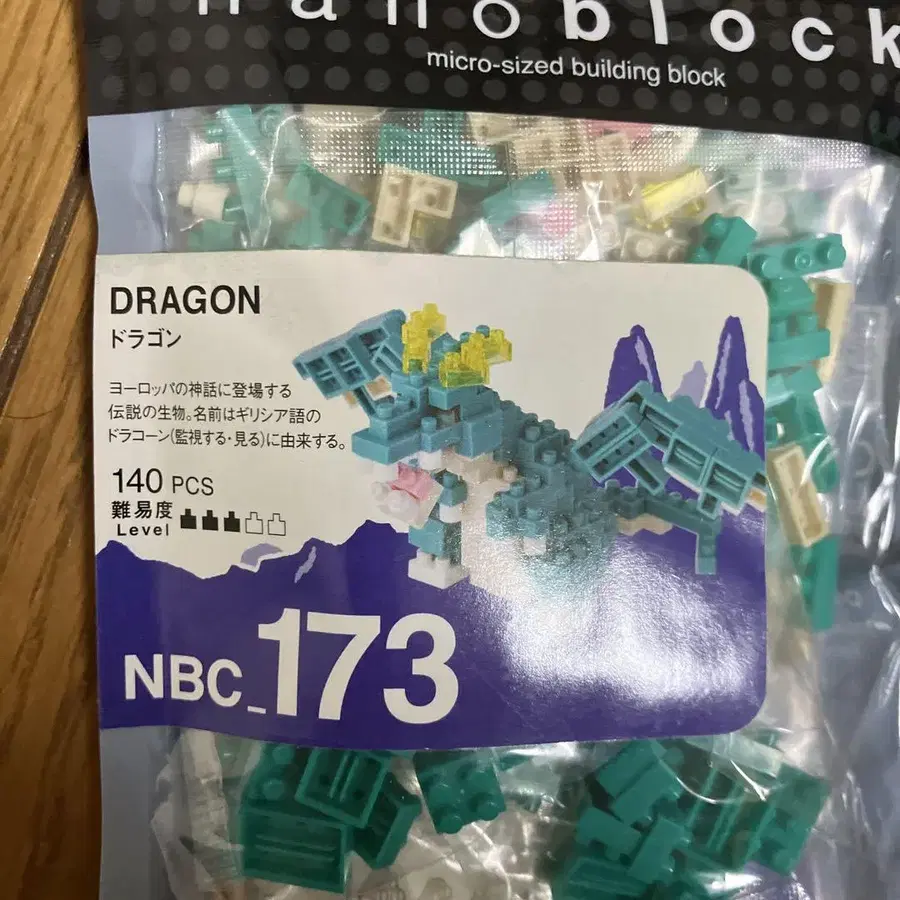 nanoblock
micro-sized building block
DRAGON
ドラゴン
ヨーロッパの神話に登場する
伝説の生物。名前はギリシア語の
ドラコーン(監視する・見る)に由来する。
140 PCS
難易度
Level
NBC_173